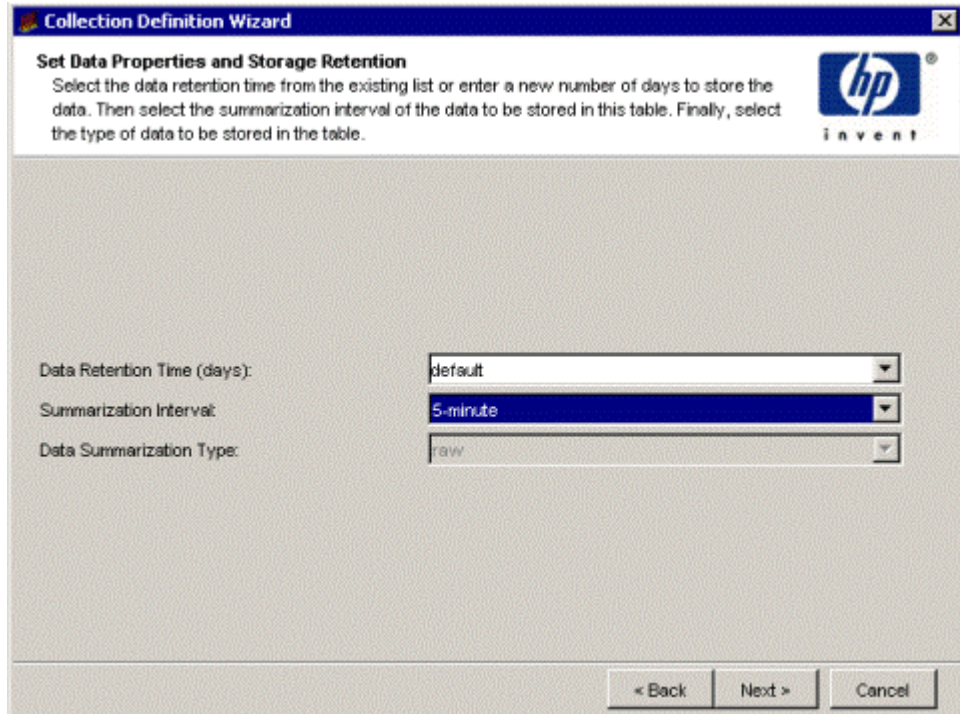 Collection Definition Wizard
Set Data Properties and Storage Retention
Select the data retention time from the existing list or enter a new number of days to store the
data. Then select the summarization interval of the data to be stored in this table. Finally, select
the type of data to be stored in the table.
hp ®
invent
Data Retention Time (days): default
Summarization Interval: 5-minute
Data Summarization Type: raw
< Back Next > Cancel